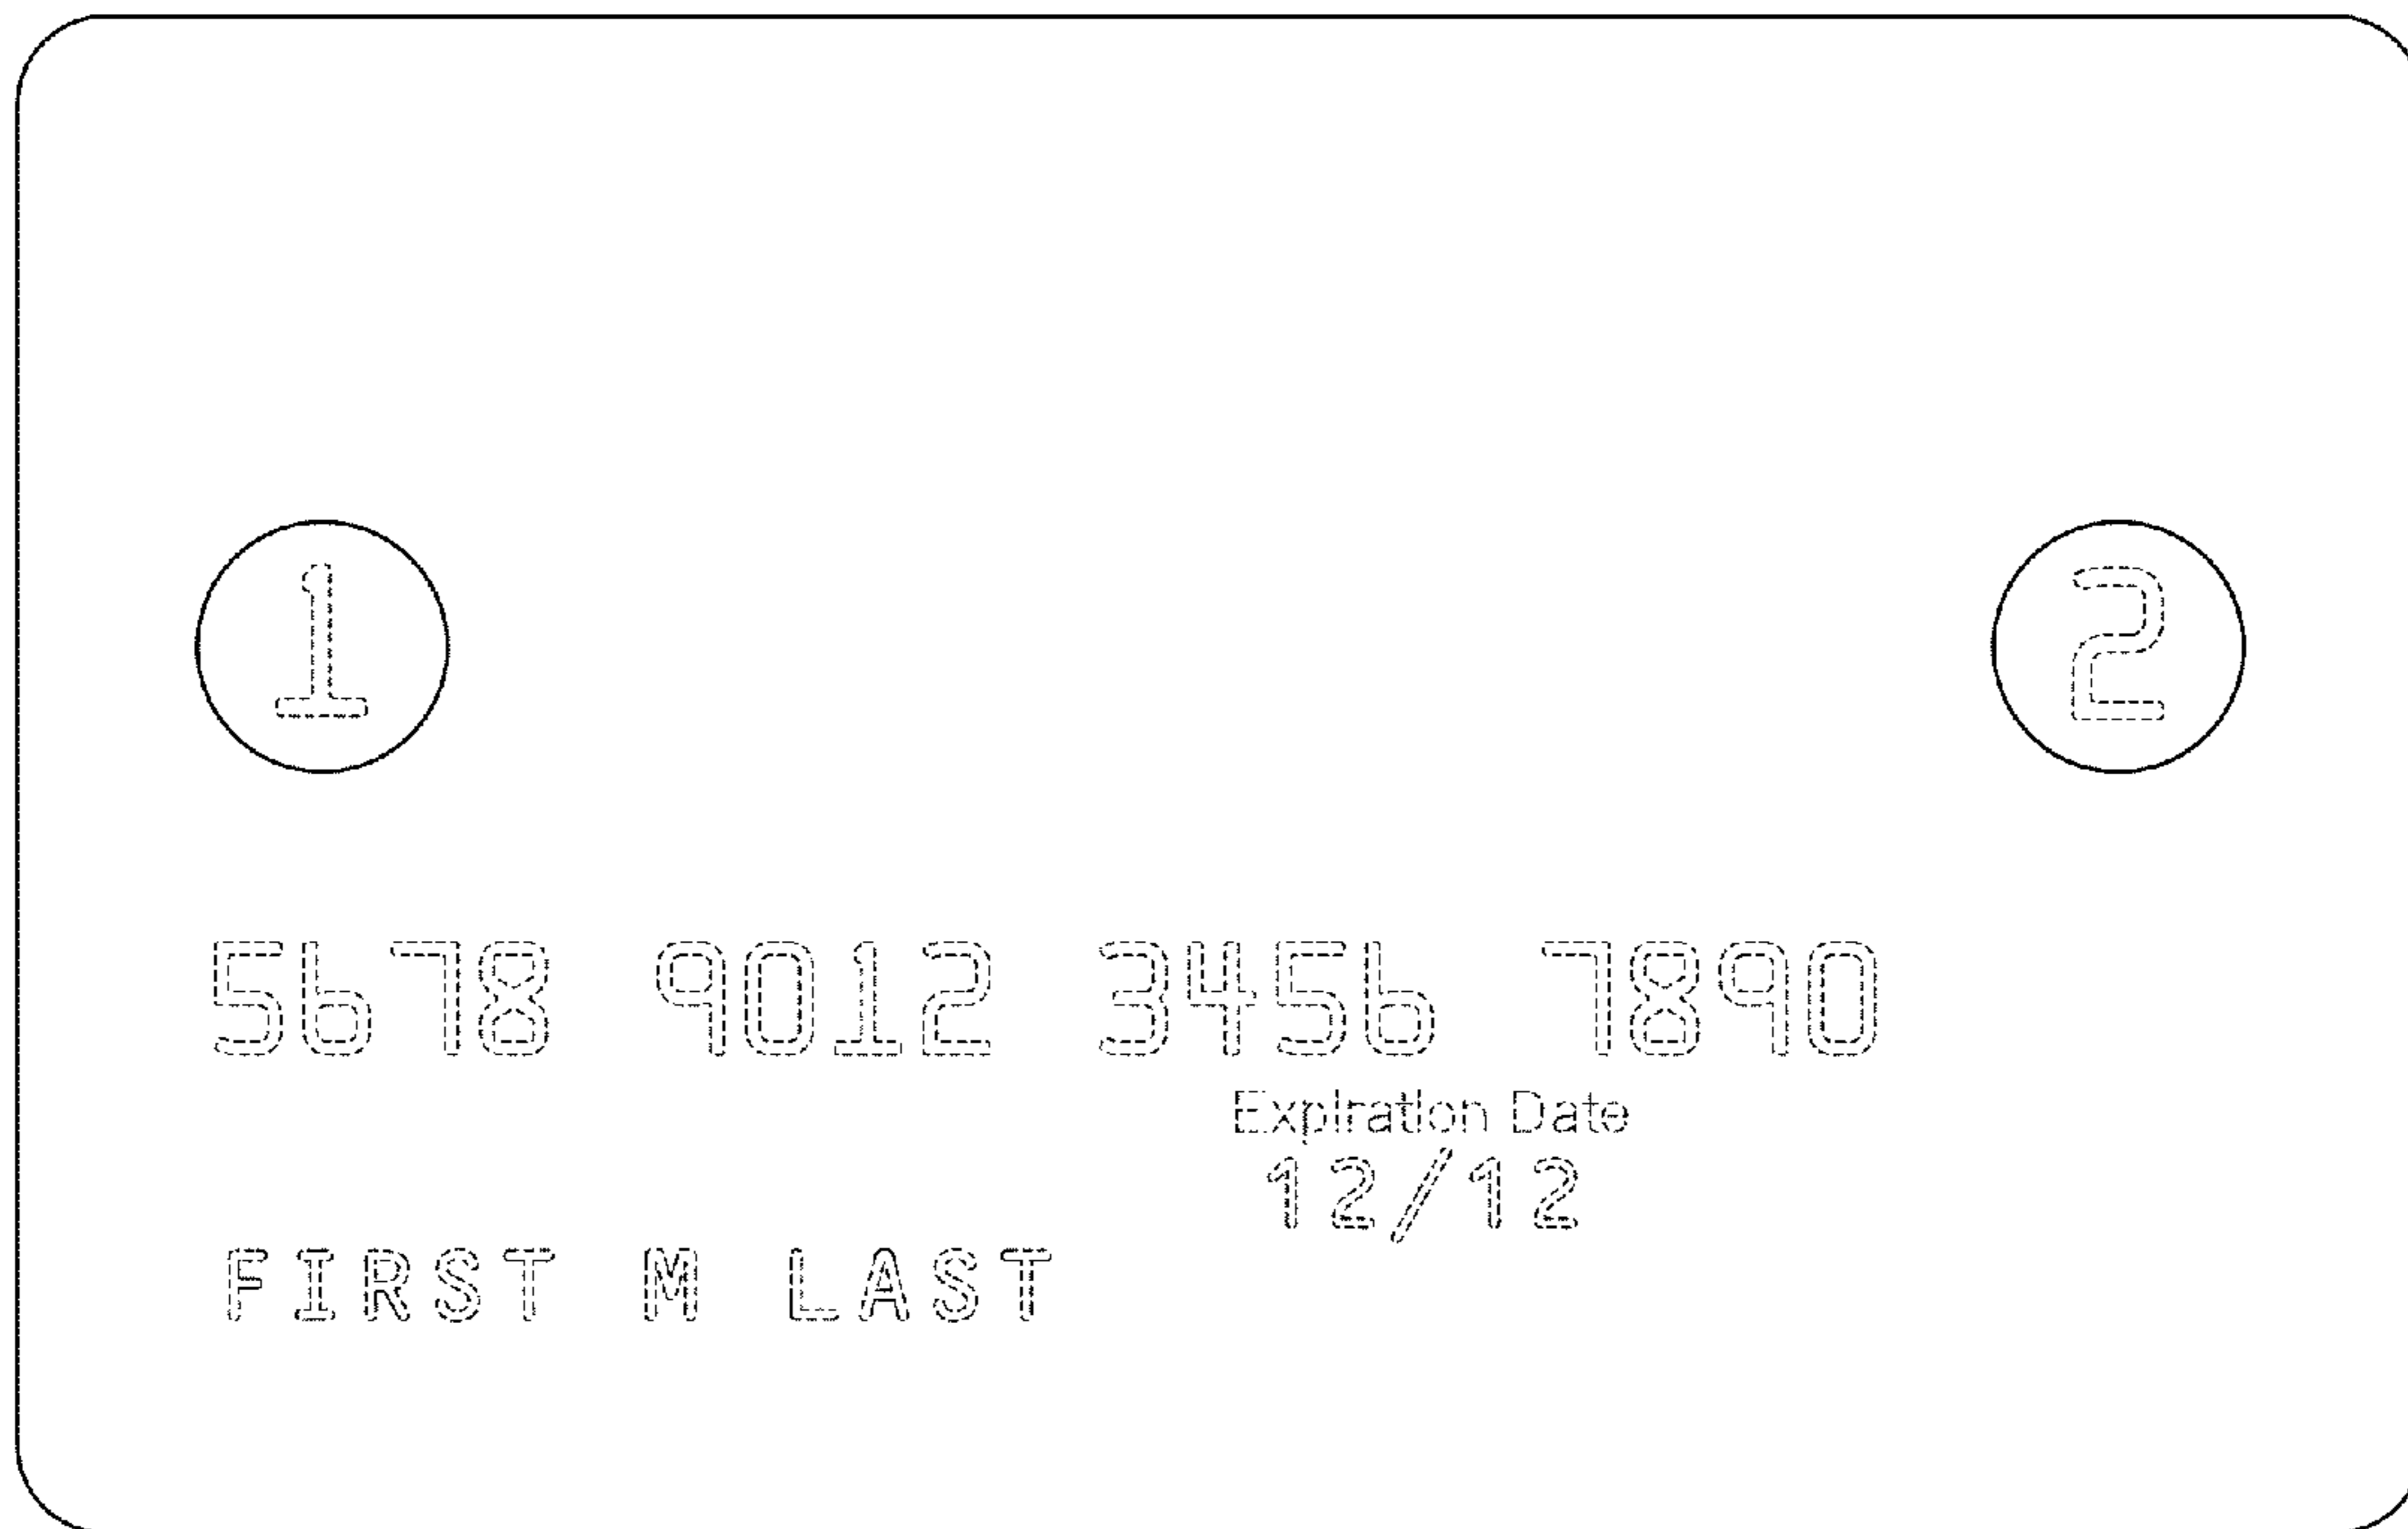 1 2
5678 9012 3456 7890
Expiration Date
12/12
FIRST M LAST